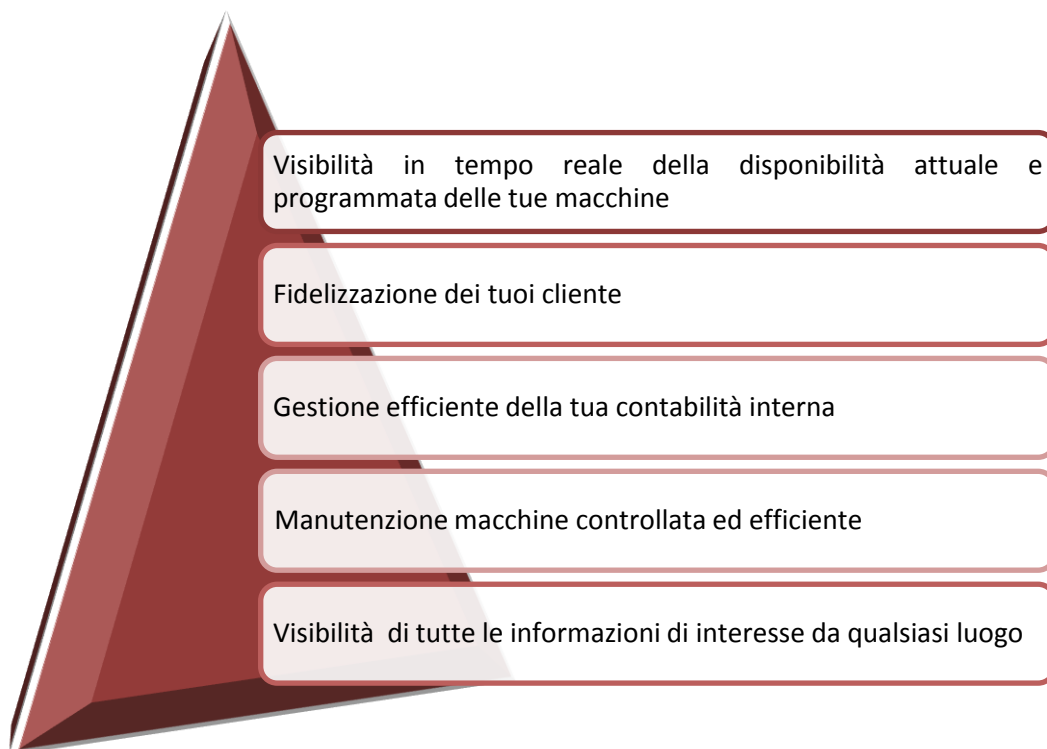 Visibilità in tempo reale della disponibilità attuale e
programmata delle tue macchine
Fidelizzazione dei tuoi cliente
Gestione efficiente della tua contabilità interna
Manutenzione macchine controllata ed efficiente
Visibilità  di tutte le informazioni di interesse da qualsiasi luogo